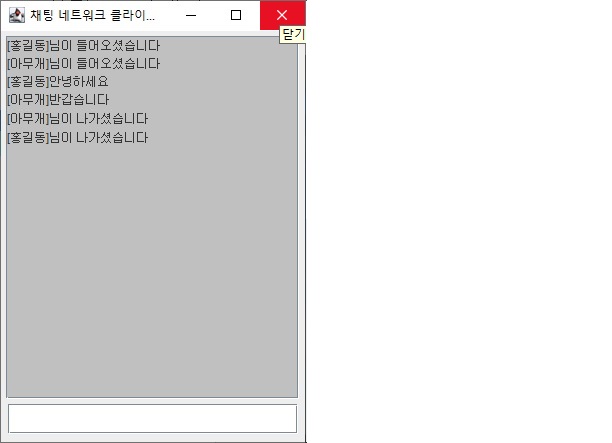 채팅 네트워크 클라이...
닫기
[홍길동]님이 들어오셨습니다
[아무개]님이 들어오셨습니다
[홍길동]안녕하세요
[아무개]반갑습니다
[아무개]님이 나가셨습니다
[홍길동]님이 나가셨습니다